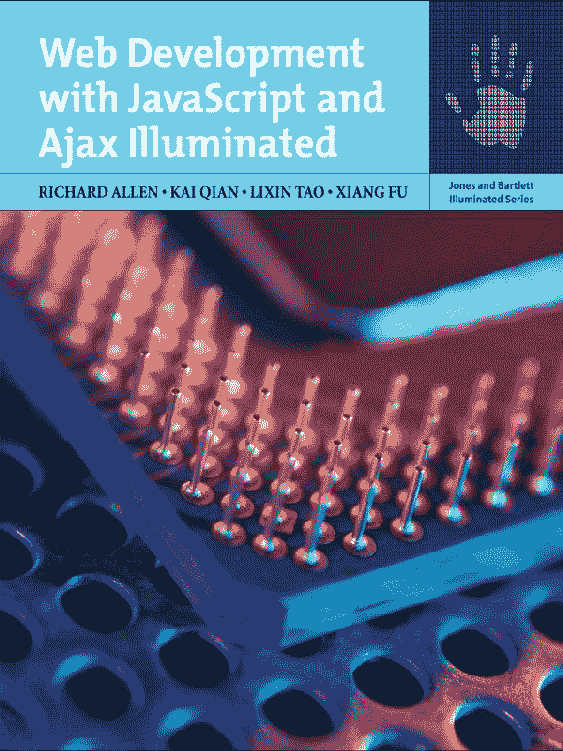 Web Development
with JavaScript and
Ajax Illuminated
RICHARD ALLEN • KAI QIAN • LIXIN TAO • XIANG FU
Jones and Bartlett
Illuminated Series